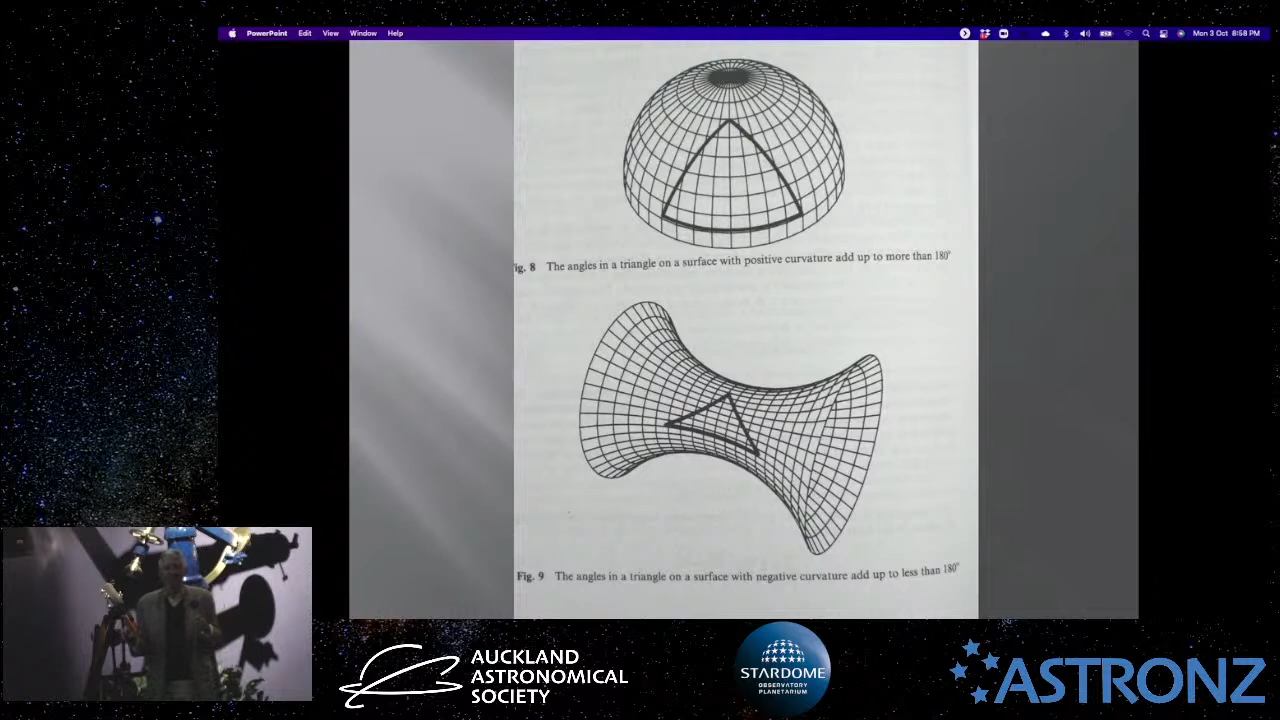 PowerPoint Edit View Window Help
Mon 3 Oct 8:58 PM
ig. 8 The angles in a triangle on a surface with positive curvature add up to more than 180°
Fig. 9 The angles in a triangle on a surface with negative curvature add up to less than 180°
AUCKLAND
ASTRONOMICAL
SOCIETY
STARDOME
OBSERVATORY
PLANETARIUM
ASTRONZ